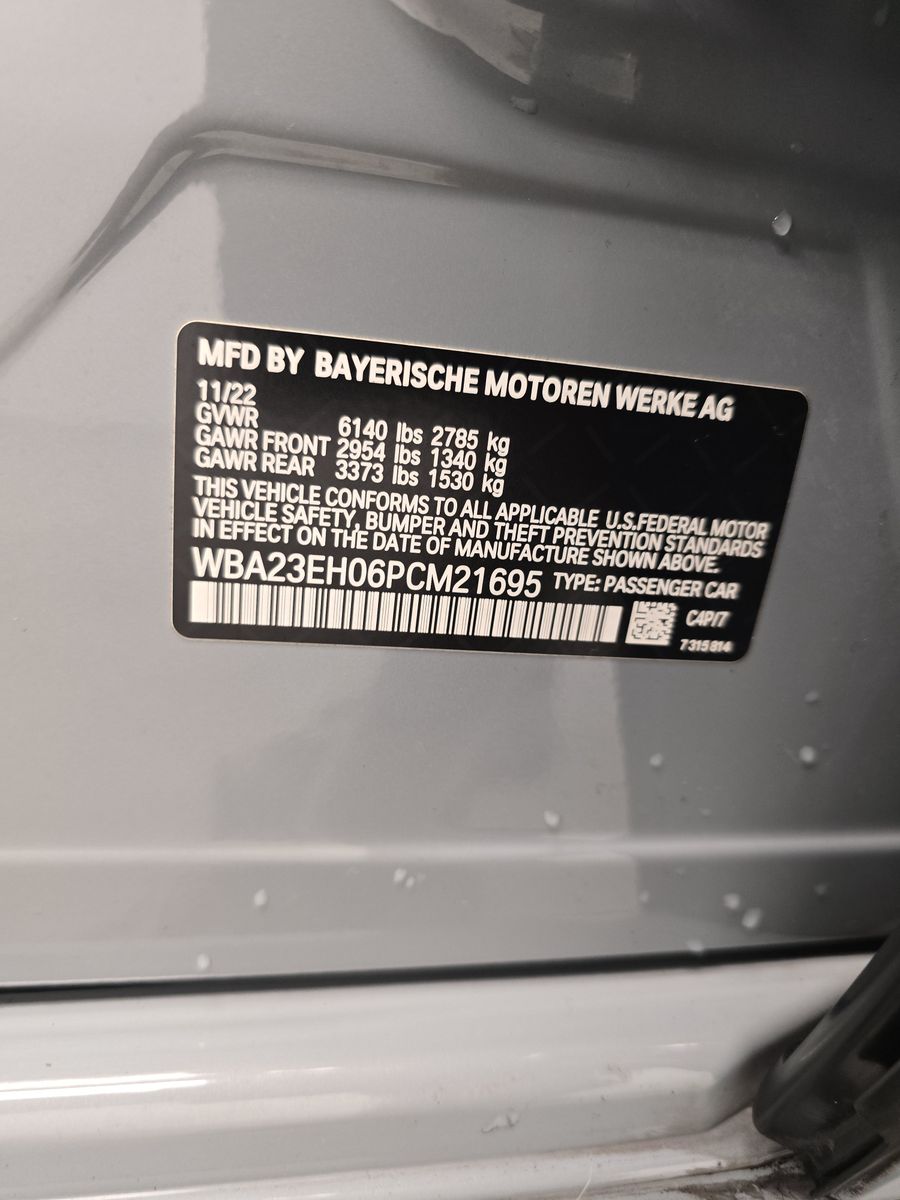 MFD BY BAYERISCHE MOTOREN WERKE AG
11/22
GVWR 6140 lbs 2785 kg
GAWR FRONT 2954 lbs 1340 kg
GAWR REAR 3373 lbs 1530 kg
THIS VEHICLE CONFORMS TO ALL APPLICABLE U.S.FEDERAL MOTOR
VEHICLE SAFETY, BUMPER AND THEFT PREVENTION STANDARDS
IN EFFECT ON THE DATE OF MANUFACTURE SHOWN ABOVE.
WBA23EH06PCM21695 TYPE: PASSENGER CAR
C4P/7
7315814